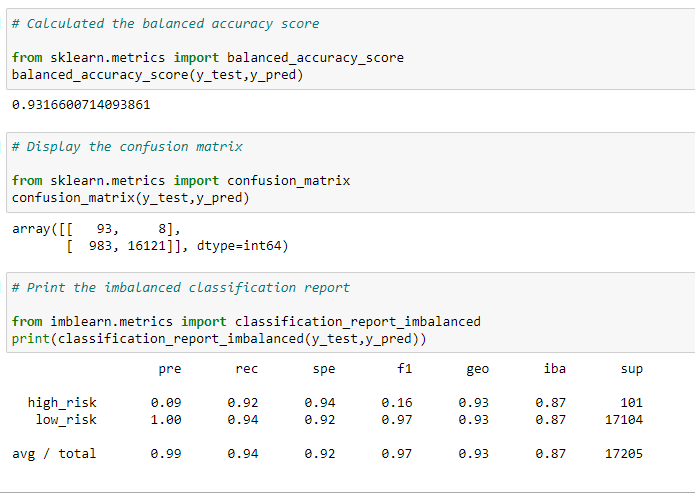 # Calculated the balanced accuracy score
from sklearn.metrics import balanced_accuracy_score
balanced_accuracy_score(y_test,y_pred)
0.9316600714093861
# Display the confusion matrix
from sklearn.metrics import confusion_matrix
confusion_matrix(y_test,y_pred)
array([[   93,     8],
       [  983, 16121]], dtype=int64)
# Print the imbalanced classification report
from imblearn.metrics import classification_report_imbalanced
print(classification_report_imbalanced(y_test,y_pred))
                   pre       rec       spe        f1       geo       iba       sup
  high_risk       0.09      0.92      0.94      0.16      0.93      0.87       101
   low_risk       1.00      0.94      0.92      0.97      0.93      0.87     17104
avg / total       0.99      0.94      0.92      0.97      0.93      0.87     17205